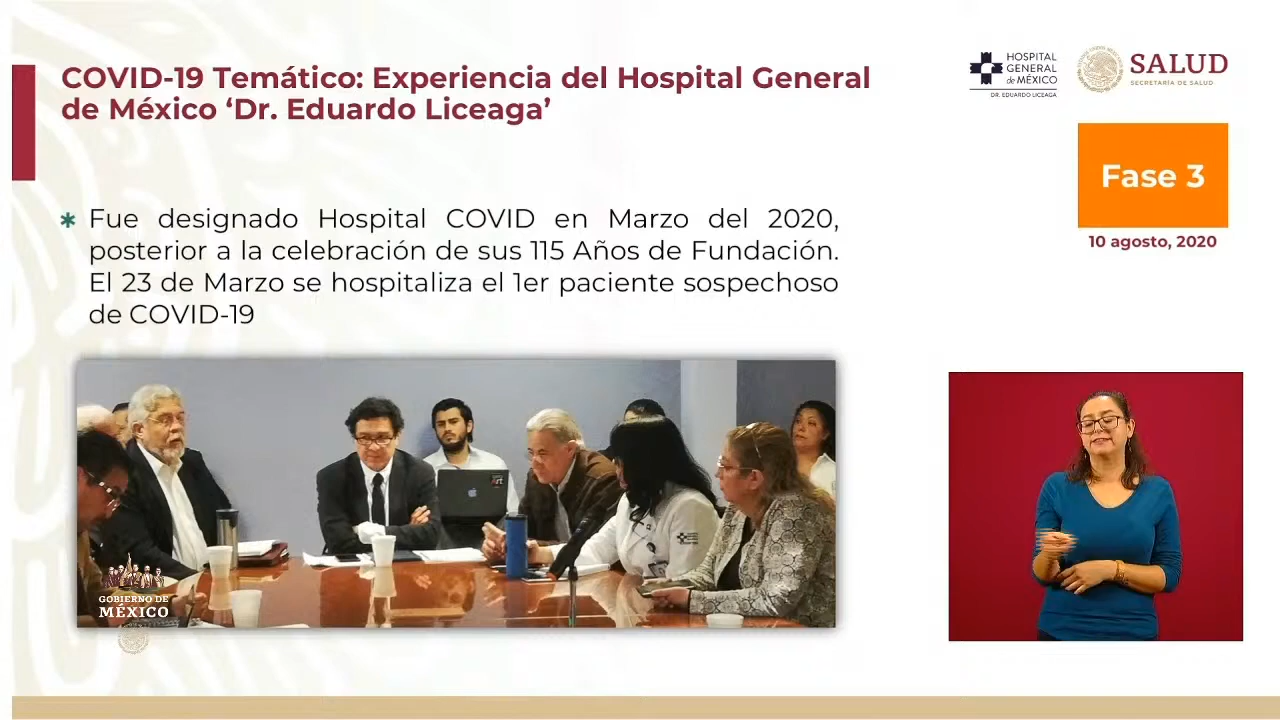 COVID-19 Temático: Experiencia del Hospital General
de México ‘Dr. Eduardo Liceaga’
HOSPITAL
GENERAL
de MÉXICO
DR. EDUARDO LICEAGA
SALUD
SECRETARÍA DE SALUD
Fase 3
10 agosto, 2020
Fue designado Hospital COVID en Marzo del 2020,
posterior a la celebración de sus 115 Años de Fundación.
El 23 de Marzo se hospitaliza el 1er paciente sospechoso
de COVID-19
GOBIERNO DE
MÉXICO